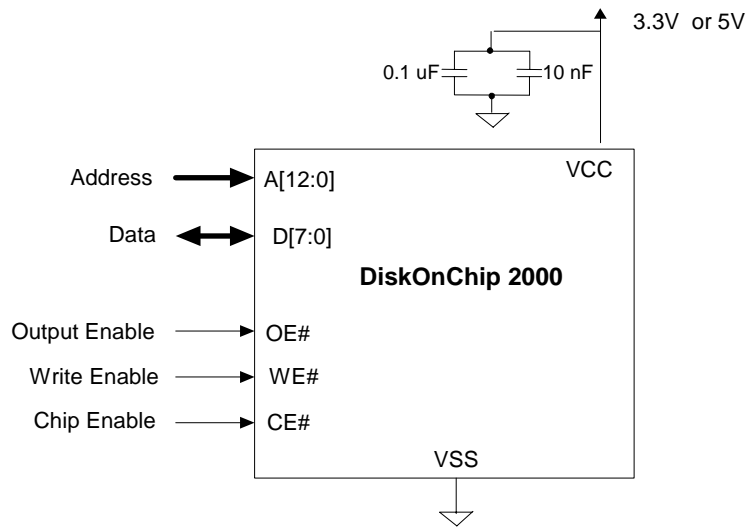 3.3V or 5V
0.1 uF
10 nF
VCC
Address
A[12:0]
Data
D[7:0]
DiskOnChip 2000
Output Enable
OE#
Write Enable
WE#
Chip Enable
CE#
VSS